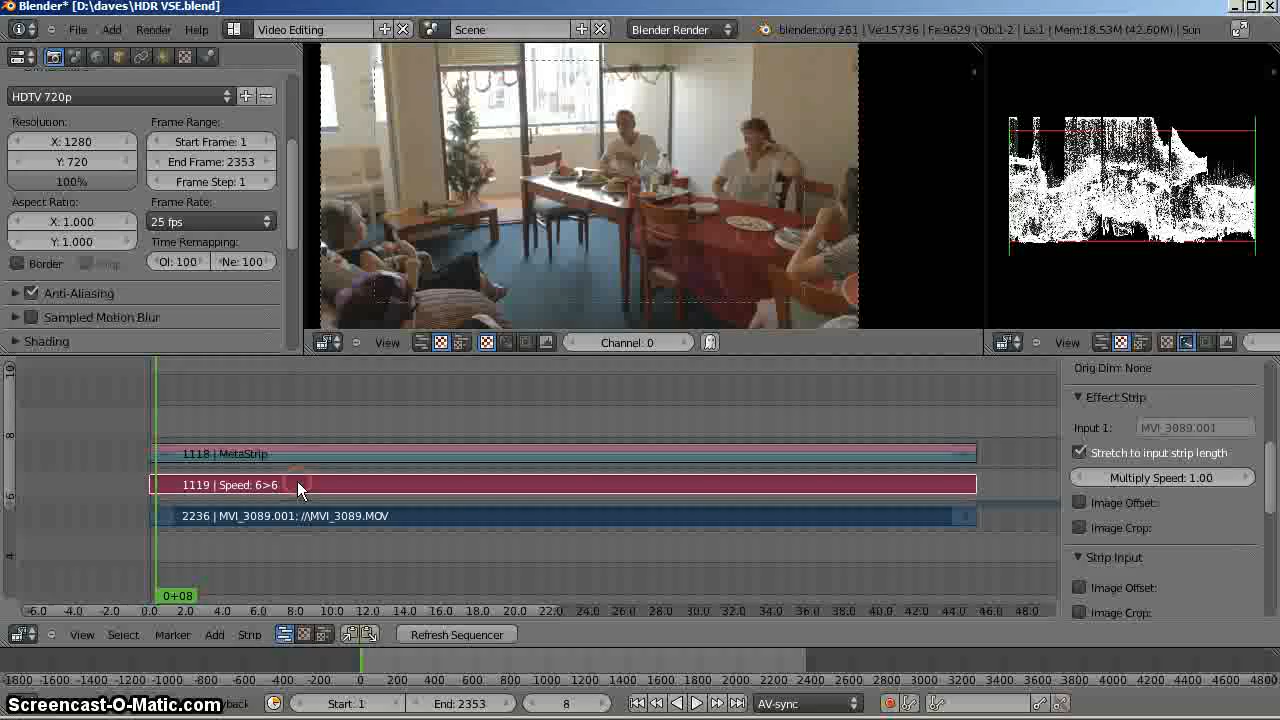 Blender* [D:\daves\HDR VSE.blend]
File Add Render Help Video Editing Scene Blender Render blender.org 261 | Ve:15736 | Fa:9629 | Ob:1-2 | La:1 | Mem:18.53M (42.60M) | Sun
HDTV 720p
Resolution: Frame Range:
X: 1280 Start Frame: 1
Y: 720 End Frame: 2353
100% Frame Step: 1
Aspect Ratio: Frame Rate:
X: 1.000 25 fps
Y: 1.000 Time Remapping:
Border Ol: 100 Ne: 100
Anti-Aliasing
Sampled Motion Blur
Shading
View Channel: 0 View
Orig Dim: None
Effect Strip
Input 1: MVI_3089.001
Stretch to input strip length
Multiply Speed: 1.00
Image Offset:
Image Crop:
Strip Input
Image Offset:
Image Crop:
10
8
6
4
1118 | MetaStrip
1119 | Speed: 6>6
2236 | MVI_3089.001: //\MVI_3089.MOV
0+08
-6.0 -4.0 -2.0 0.0 2.0 4.0 6.0 8.0 10.0 12.0 14.0 16.0 18.0 20.0 22.0 24.0 26.0 28.0 30.0 32.0 34.0 36.0 38.0 40.0 42.0 44.0 46.0 48.0
View Select Marker Add Strip Refresh Sequencer
-1800 -1600 -1400 -1200 -1000 -800 -600 -400 -200 0 200 400 600 800 1000 1200 1400 1600 1800 2000 2200 2400 2600 2800 3000 3200 3400 3600 3800 4000 4200 4400 4600 4800
Start: 1 End: 2353 8 AV-sync
Screencast-O-Matic.com